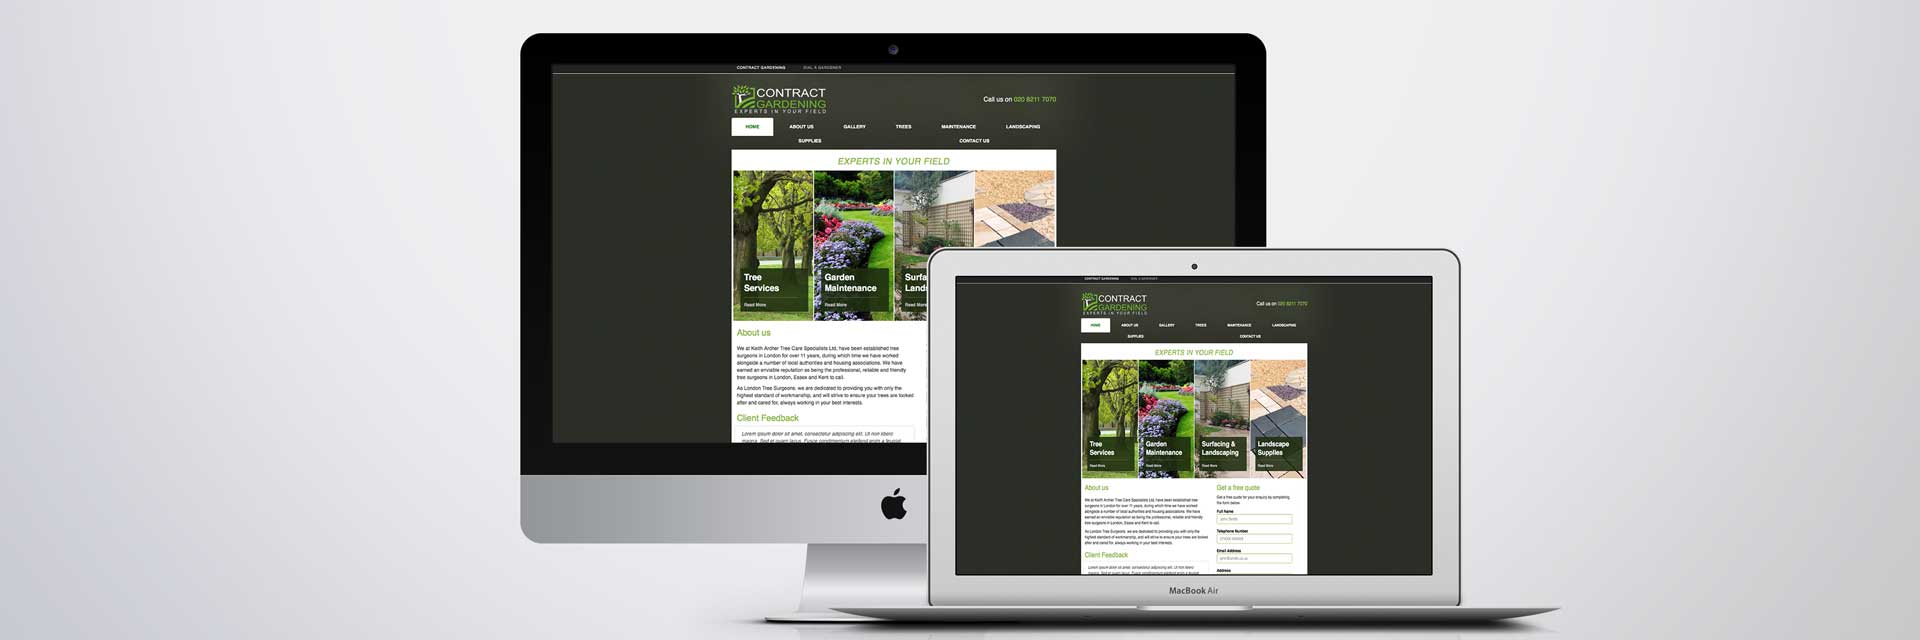 CONTRACT GARDENING DIAL A GARDENER
CONTRACT
GARDENING
EXPERTS IN YOUR FIELD
Call us on 020 8211 7070
HOME ABOUT US GALLERY TREES MAINTENANCE LANDSCAPING
SUPPLIES CONTACT US
EXPERTS IN YOUR FIELD
Tree
Services
Read More
Garden
Maintenance
Read More
Surfa
Land
About us
We at Keith Archer Tree Care Specialists Ltd, have been established tree
surgeons in London for over 11 years, during which time we have worked
alongside a number of local authorities and housing associations. We have
earned an enviable reputation as being the professional, reliable and friendly
tree surgeons in London, Essex and Kent to call.
As London Tree Surgeons, we are dedicated to providing you with only the
highest standard of workmanship, and will strive to ensure your trees are looked
after and cared for, always working in your best interests.
Client Feedback
Lorem ipsum dolor sit amet, consectetur adipiscing elit. Ut non libero
magna. Sed et quam lacus. Fusce condimentum eleifend enim a feugiat
CONTRACT GARDENING DIAL A GARDENER
CONTRACT
GARDENING
EXPERTS IN YOUR FIELD
Call us on 020 8211 7070
HOME ABOUT US GALLERY TREES MAINTENANCE LANDSCAPING
SUPPLIES CONTACT US
EXPERTS IN YOUR FIELD
Tree
Services
Read More
Garden
Maintenance
Read More
Surfacing &
Landscaping
Read More
Landscape
Supplies
Read More
About us
We at Keith Archer Tree Care Specialists Ltd, have been established tree
surgeons in London for over 11 years, during which time we have worked
alongside a number of local authorities and housing associations. We have
earned an enviable reputation as being the professional, reliable and friendly
tree surgeons in London, Essex and Kent to call.
As London Tree Surgeons, we are dedicated to providing you with only the
highest standard of workmanship, and will strive to ensure your trees are looked
after and cared for, always working in your best interests.
Client Feedback
Lorem ipsum dolor sit amet, consectetur adipiscing elit. Ut non libero
Get a free quote
Get a free quote for your enquiry by completing
the form below
Full Name
John Smith
Telephone Number
Email Address
Address
MacBook Air